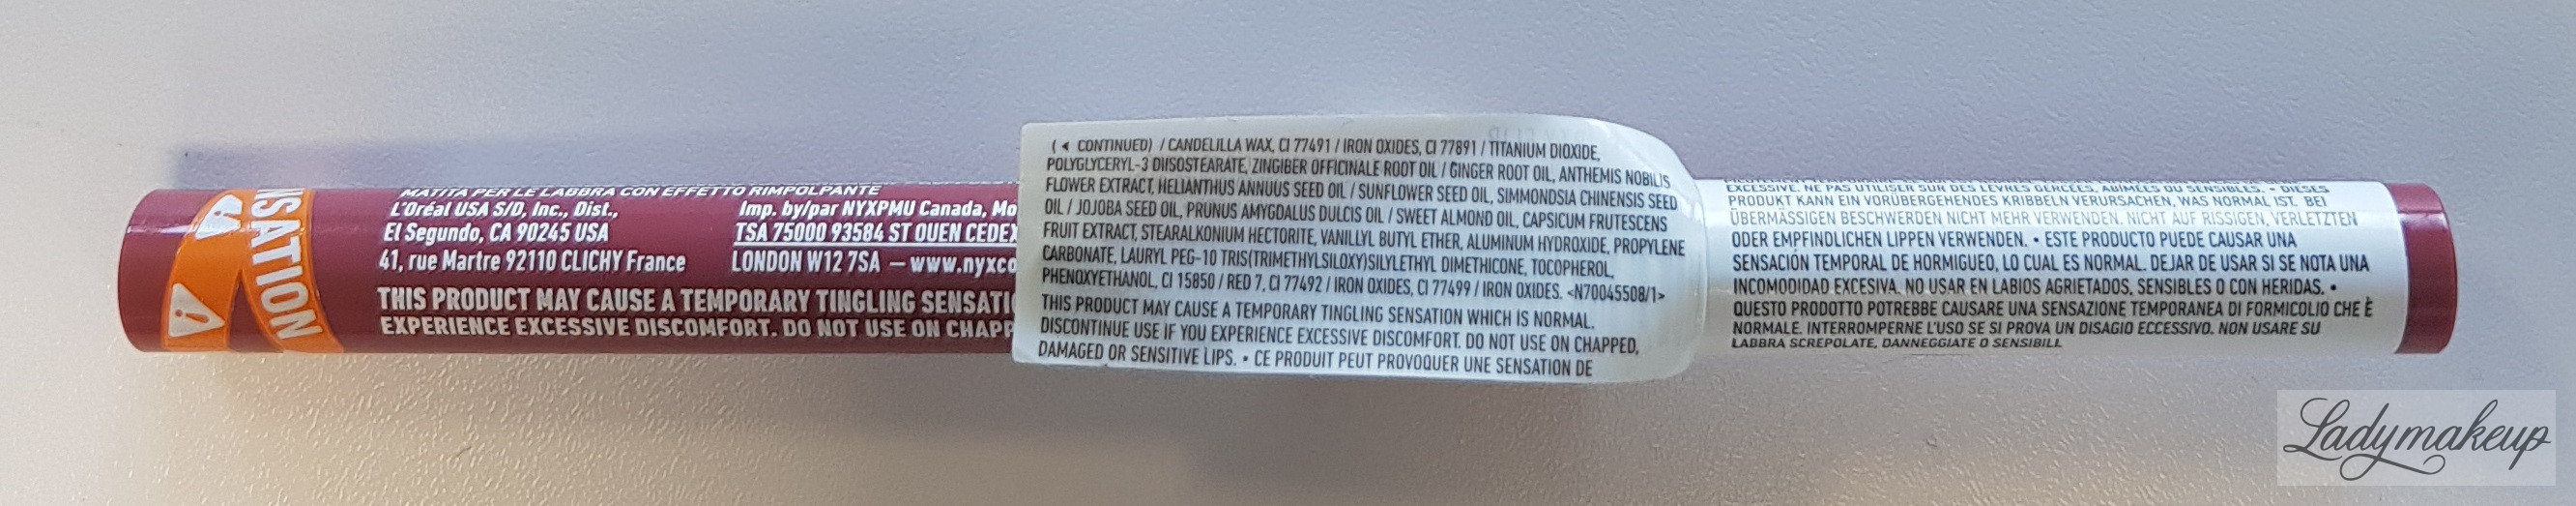 NSATION
MATITA PER LE LABBRA CON EFFETTO RIMPOLPANTE
L'Oréal USA S/D, Inc., Dist.,
El Segundo, CA 90245 USA
41, rue Martre 92110 CLICHY France
Imp. by/par NYXPMU Canada, Mo
TSA 75000 93584 ST OUEN CEDEX
LONDON W12 7SA — www.nyxco
THIS PRODUCT MAY CAUSE A TEMPORARY TINGLING SENSATI
EXPERIENCE EXCESSIVE DISCOMFORT. DO NOT USE ON CHAPP
( ◄ CONTINUED) / CANDELILLA WAX, CI 77491 / IRON OXIDES, CI 77891 / TITANIUM DIOXIDE,
POLYGLYCERYL-3 DIISOSTEARATE, ZINGIBER OFFICINALE ROOT OIL / GINGER ROOT OIL, ANTHEMIS NOBILIS
FLOWER EXTRACT, HELIANTHUS ANNUUS SEED OIL / SUNFLOWER SEED OIL, SIMMONDSIA CHINENSIS SEED
OIL / JOJOBA SEED OIL, PRUNUS AMYGDALUS DULCIS OIL / SWEET ALMOND OIL, CAPSICUM FRUTESCENS
FRUIT EXTRACT, STEARALKONIUM HECTORITE, VANILLYL BUTYL ETHER, ALUMINUM HYDROXIDE, PROPYLENE
CARBONATE, LAURYL PEG-10 TRIS(TRIMETHYLSILOXY)SILYLETHYL DIMETHICONE, TOCOPHEROL,
PHENOXYETHANOL, CI 15850 / RED 7, CI 77492 / IRON OXIDES, CI 77499 / IRON OXIDES. <N70045508/1>
THIS PRODUCT MAY CAUSE A TEMPORARY TINGLING SENSATION WHICH IS NORMAL.
DISCONTINUE USE IF YOU EXPERIENCE EXCESSIVE DISCOMFORT. DO NOT USE ON CHAPPED,
DAMAGED OR SENSITIVE LIPS. • CE PRODUIT PEUT PROVOQUER UNE SENSATION DE
EXCESSIVE. NE PAS UTILISER SUR DES LÈVRES GERCÉES, ABÎMÉES OU SENSIBLES. • DIESES
PRODUKT KANN EIN VORÜBERGEHENDES KRIBBELN VERURSACHEN, WAS NORMAL IST. BEI
ÜBERMÄSSIGEN BESCHWERDEN NICHT MEHR VERWENDEN. NICHT AUF RISSIGEN, VERLETZTEN
ODER EMPFINDLICHEN LIPPEN VERWENDEN. • ESTE PRODUCTO PUEDE CAUSAR UNA
SENSACIÓN TEMPORAL DE HORMIGUEO, LO CUAL ES NORMAL. DEJAR DE USAR SI SE NOTA UNA
INCOMODIDAD EXCESIVA. NO USAR EN LABIOS AGRIETADOS, SENSIBLES O CON HERIDAS. •
QUESTO PRODOTTO POTREBBE CAUSARE UNA SENSAZIONE TEMPORANEA DI FORMICOLIO CHE È
NORMALE. INTERROMPERNE L'USO SE SI PROVA UN DISAGIO ECCESSIVO. NON USARE SU
LABBRA SCREPOLATE, DANNEGGIATE O SENSIBILI.
Ladymakeup